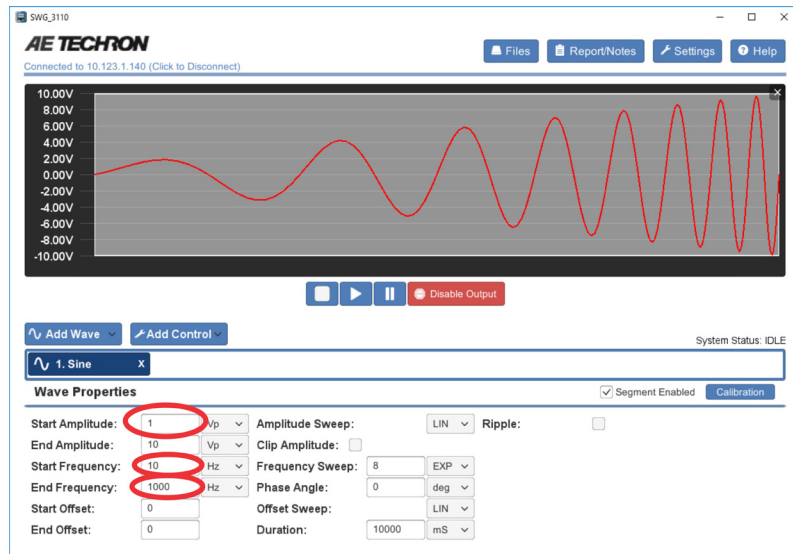 SWG_3110
AE TECHRON
Files Report/Notes Settings Help
Connected to 10.123.1.140 (Click to Disconnect)
10.00V
8.00V
6.00V
4.00V
2.00V
0.00V
-2.00V
-4.00V
-6.00V
-8.00V
-10.00V
Disable Output
Add Wave Add Control
System Status: IDLE
1. Sine x
Wave Properties Segment Enabled Calibration
Start Amplitude: 1 Vp Amplitude Sweep: LIN Ripple:
End Amplitude: 10 Vp Clip Amplitude:
Start Frequency: 10 Hz Frequency Sweep: 8 EXP
End Frequency: 1000 Hz Phase Angle: 0 deg
Start Offset: 0 Offset Sweep: LIN
End Offset: 0 Duration: 10000 mS